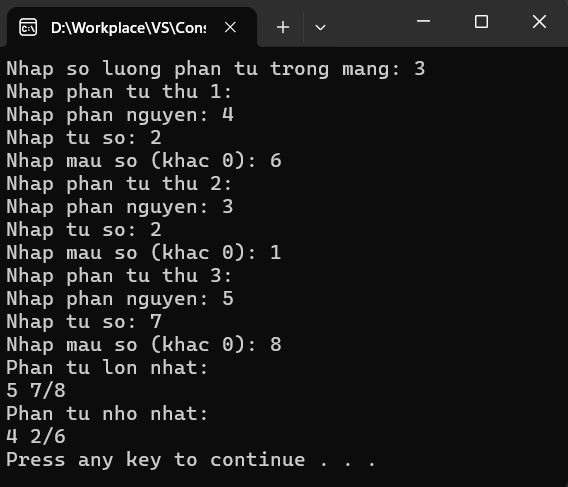 D:\Workplace\VS\Cons
Nhap so luong phan tu trong mang: 3
Nhap phan tu thu 1:
Nhap phan nguyen: 4
Nhap tu so: 2
Nhap mau so (khac 0): 6
Nhap phan tu thu 2:
Nhap phan nguyen: 3
Nhap tu so: 2
Nhap mau so (khac 0): 1
Nhap phan tu thu 3:
Nhap phan nguyen: 5
Nhap tu so: 7
Nhap mau so (khac 0): 8
Phan tu lon nhat:
5 7/8
Phan tu nho nhat:
4 2/6
Press any key to continue . . .